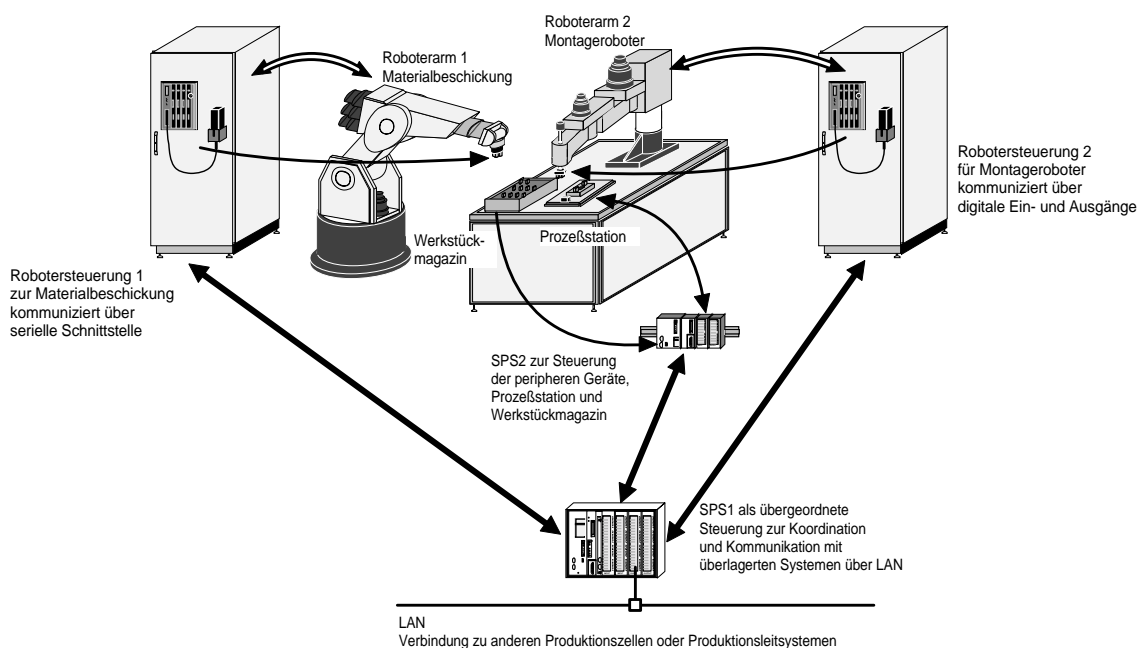 Roboterarm 1
Materialbeschickung
Roboterarm 2
Montageroboter
Robotersteuerung 2
für Montageroboter
kommuniziert über
digitale Ein- und Ausgänge
Werkstück-
magazin
Prozeßstation
Robotersteuerung 1
zur Materialbeschickung
kommuniziert über
serielle Schnittstelle
SPS2 zur Steuerung
der peripheren Geräte,
Prozeßstation und
Werkstückmagazin
SPS1 als übergeordnete
Steuerung zur Koordination
und Kommunikation mit
überlagerten Systemen über LAN
LAN
Verbindung zu anderen Produktionszellen oder Produktionsleitsystemen